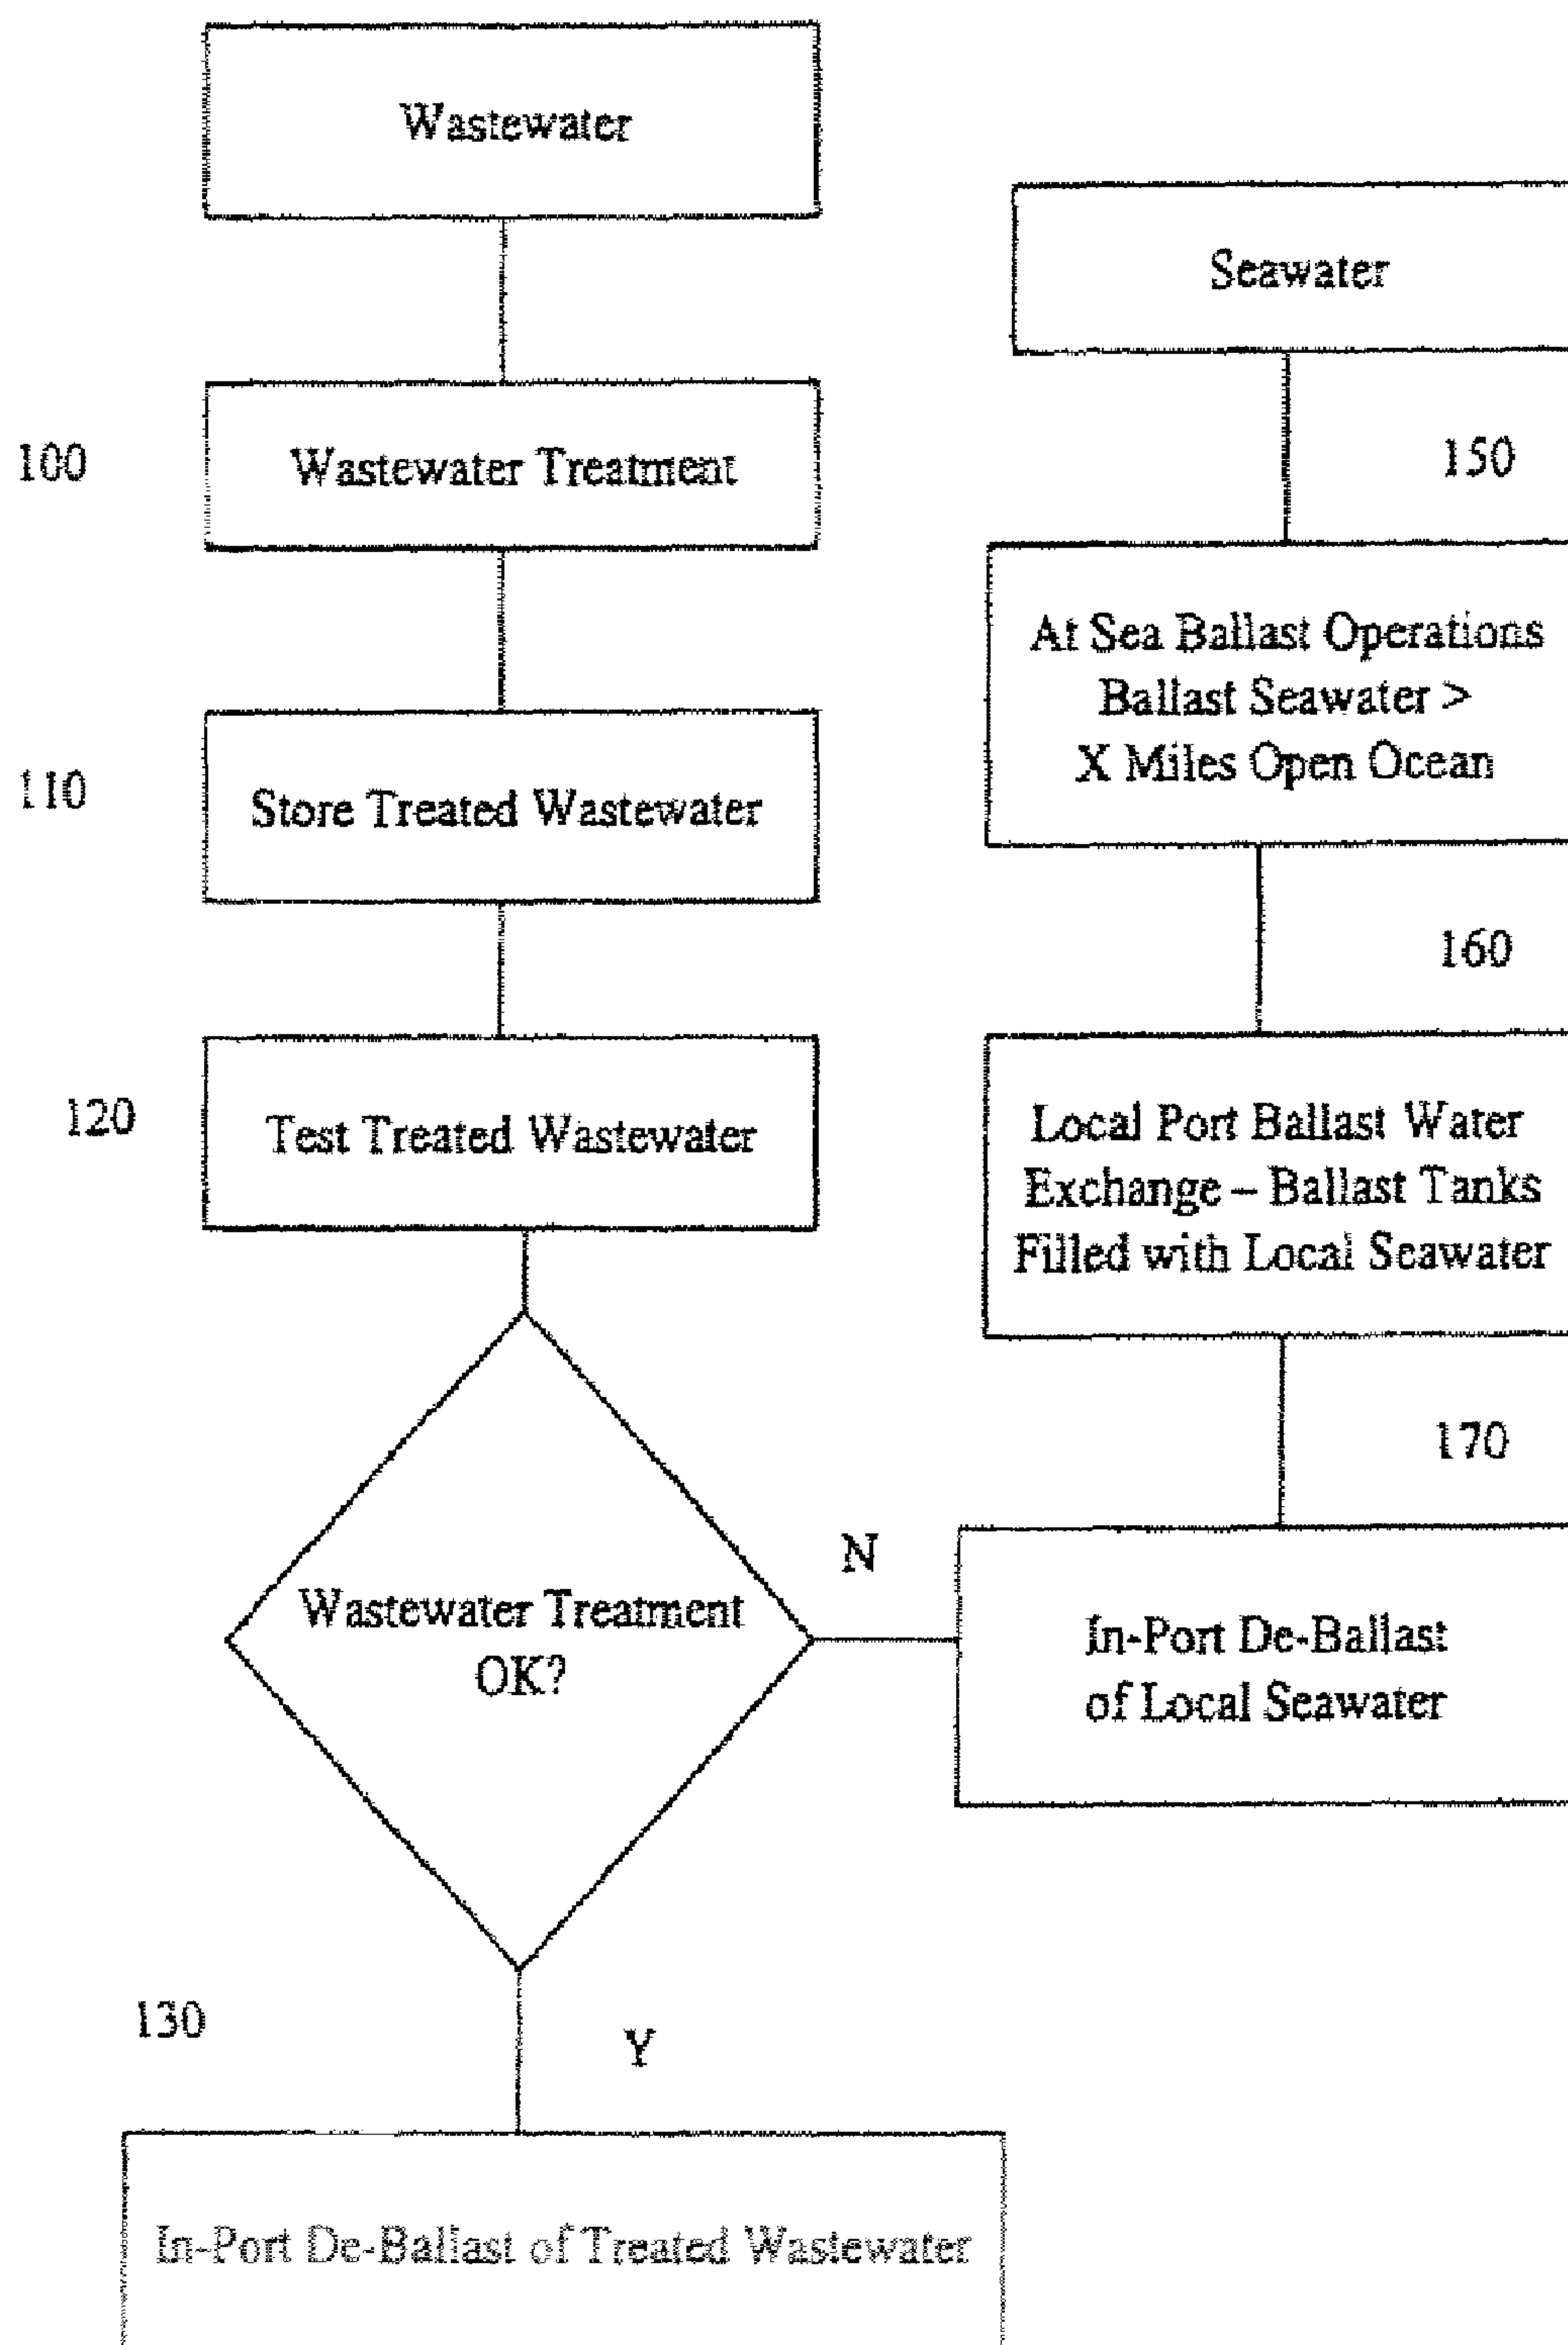 Wastewater
100
Wastewater Treatment
110
Store Treated Wastewater
120
Test Treated Wastewater
Wastewater Treatment
OK?
N
130
Y
In-Port De-Ballast of Treated Wastewater
Seawater
150
At Sea Ballast Operations
Ballast Seawater >
X Miles Open Ocean
160
Local Port Ballast Water
Exchange – Ballast Tanks
Filled with Local Seawater
170
In-Port De-Ballast
of Local Seawater